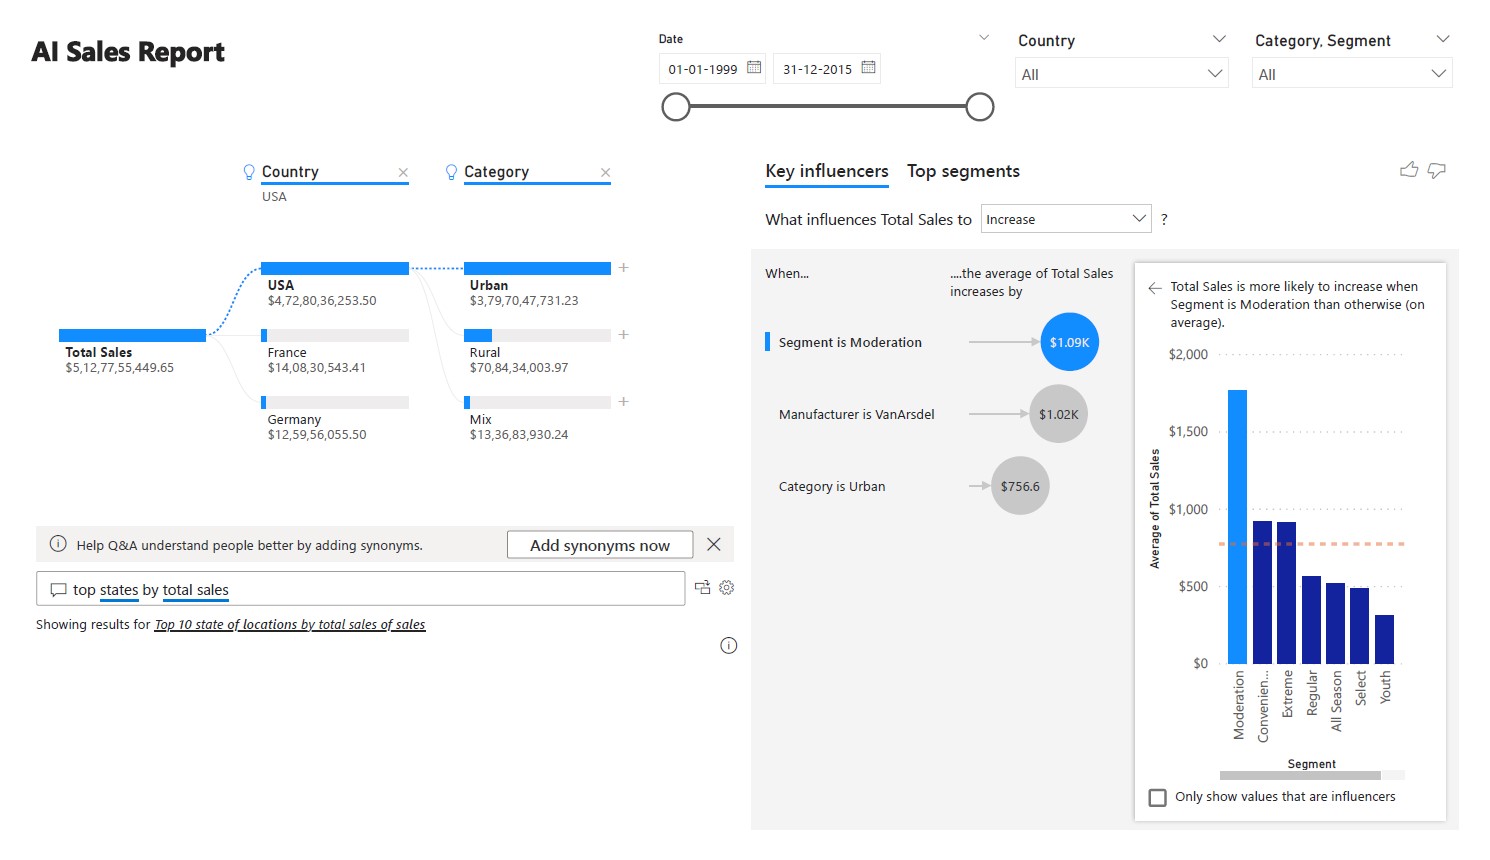 AI Sales Report
Date
01-01-1999
31-12-2015
Country
All
Category, Segment
All
Country
USA
Category
Total Sales
$5,12,77,55,449.65
USA
$4,72,80,36,253.50
France
$14,08,30,543.41
Germany
$12,59,56,055.50
Urban
$3,79,70,47,731.23
Rural
$70,84,34,003.97
Mix
$13,36,83,930.24
Help Q&A understand people better by adding synonyms.
Add synonyms now
top states by total sales
Showing results for Top 10 state of locations by total sales of sales
Key influencers
Top segments
What influences Total Sales to
Increase
?
When...
....the average of Total Sales
increases by
Segment is Moderation
$1.09K
Manufacturer is VanArsdel
$1.02K
Category is Urban
$756.6
Total Sales is more likely to increase when
Segment is Moderation than otherwise (on
average).
Average of Total Sales
$2,000
$1,500
$1,000
$500
$0
Moderation
Convenien...
Extreme
Regular
All Season
Select
Youth
Segment
Only show values that are influencers